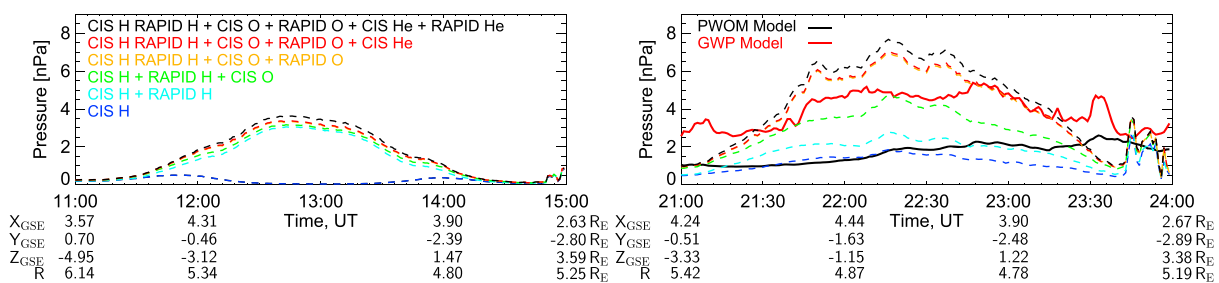 CIS H RAPID H + CIS O + RAPID O + CIS He + RAPID He
CIS H RAPID H + CIS O + RAPID O + CIS He
CIS H RAPID H + CIS O + RAPID O
CIS H + RAPID H + CIS O
CIS H + RAPID H
CIS H
Pressure [nPa]
8
6
4
2
0
11:00 12:00 13:00 14:00 15:00
Time, UT
X_GSE 3.57 4.31 3.90 2.63 R_E
Y_GSE 0.70 -0.46 -2.39 -2.80 R_E
Z_GSE -4.95 -3.12 1.47 3.59 R_E
R 6.14 5.34 4.80 5.25 R_E
PWOM Model
GWP Model
Pressure [nPa]
8
6
4
2
0
21:00 21:30 22:00 22:30 23:00 23:30 24:00
Time, UT
X_GSE 4.24 4.44 3.90 2.67 R_E
Y_GSE -0.51 -1.63 -2.48 -2.89 R_E
Z_GSE -3.33 -1.15 1.22 3.38 R_E
R 5.42 4.87 4.78 5.19 R_E